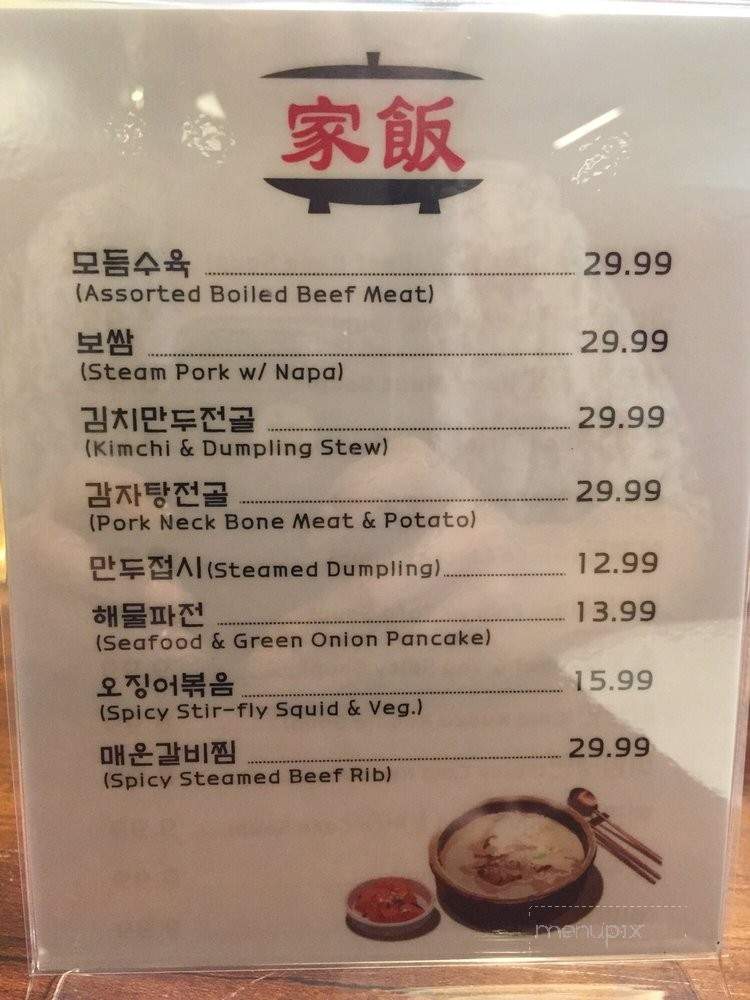 家飯
모듬수육 29.99
(Assorted Boiled Beef Meat)
보쌈 29.99
(Steam Pork w/ Napa)
김치만두전골 29.99
(Kimchi & Dumpling Stew)
감자탕전골 29.99
(Pork Neck Bone Meat & Potato)
만두접시(Steamed Dumpling) 12.99
해물파전 13.99
(Seafood & Green Onion Pancake)
오징어볶음 15.99
(Spicy Stir-fly Squid & Veg.)
매운갈비찜 29.99
(Spicy Steamed Beef Rib)
menupix